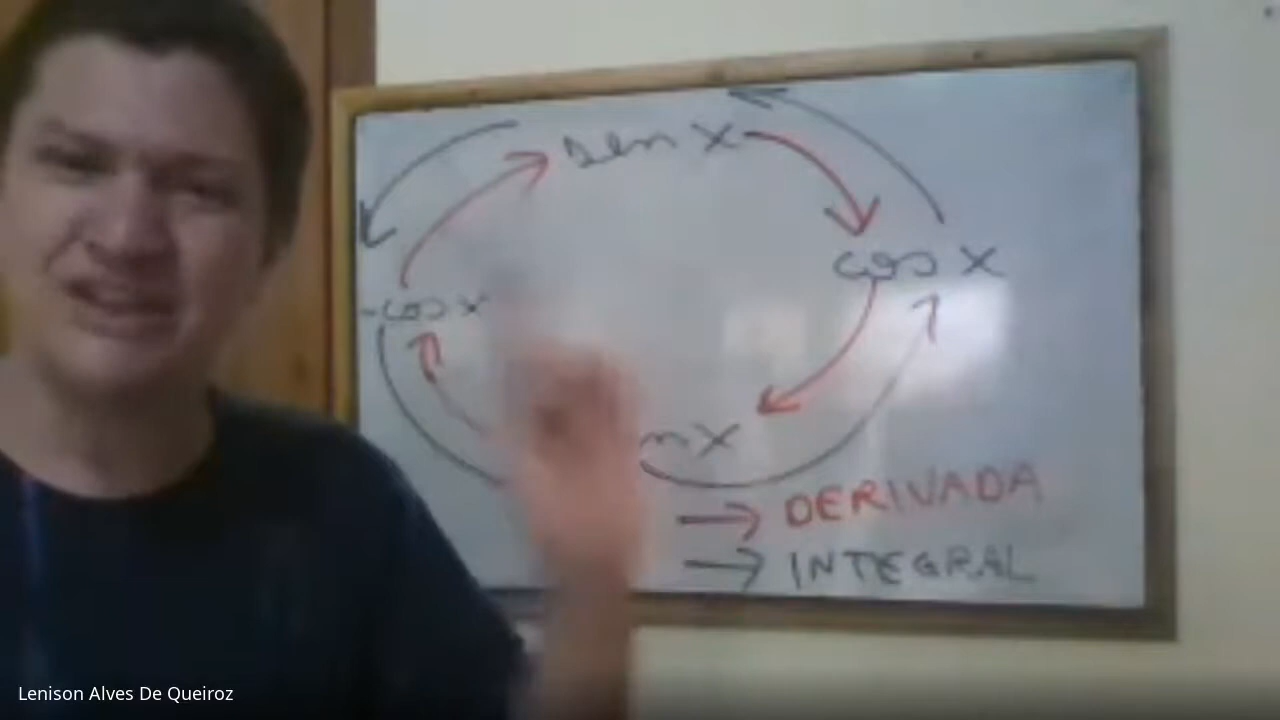 sen x
cos x
-cos x
n x
DERIVADA
INTEGRAL
Lenison Alves De Queiroz